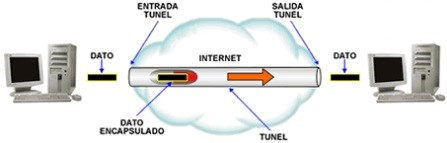 ENTRADA
TUNEL
SALIDA
TUNEL
DATO
INTERNET
DATO
DATO
ENCAPSULADO
TUNEL